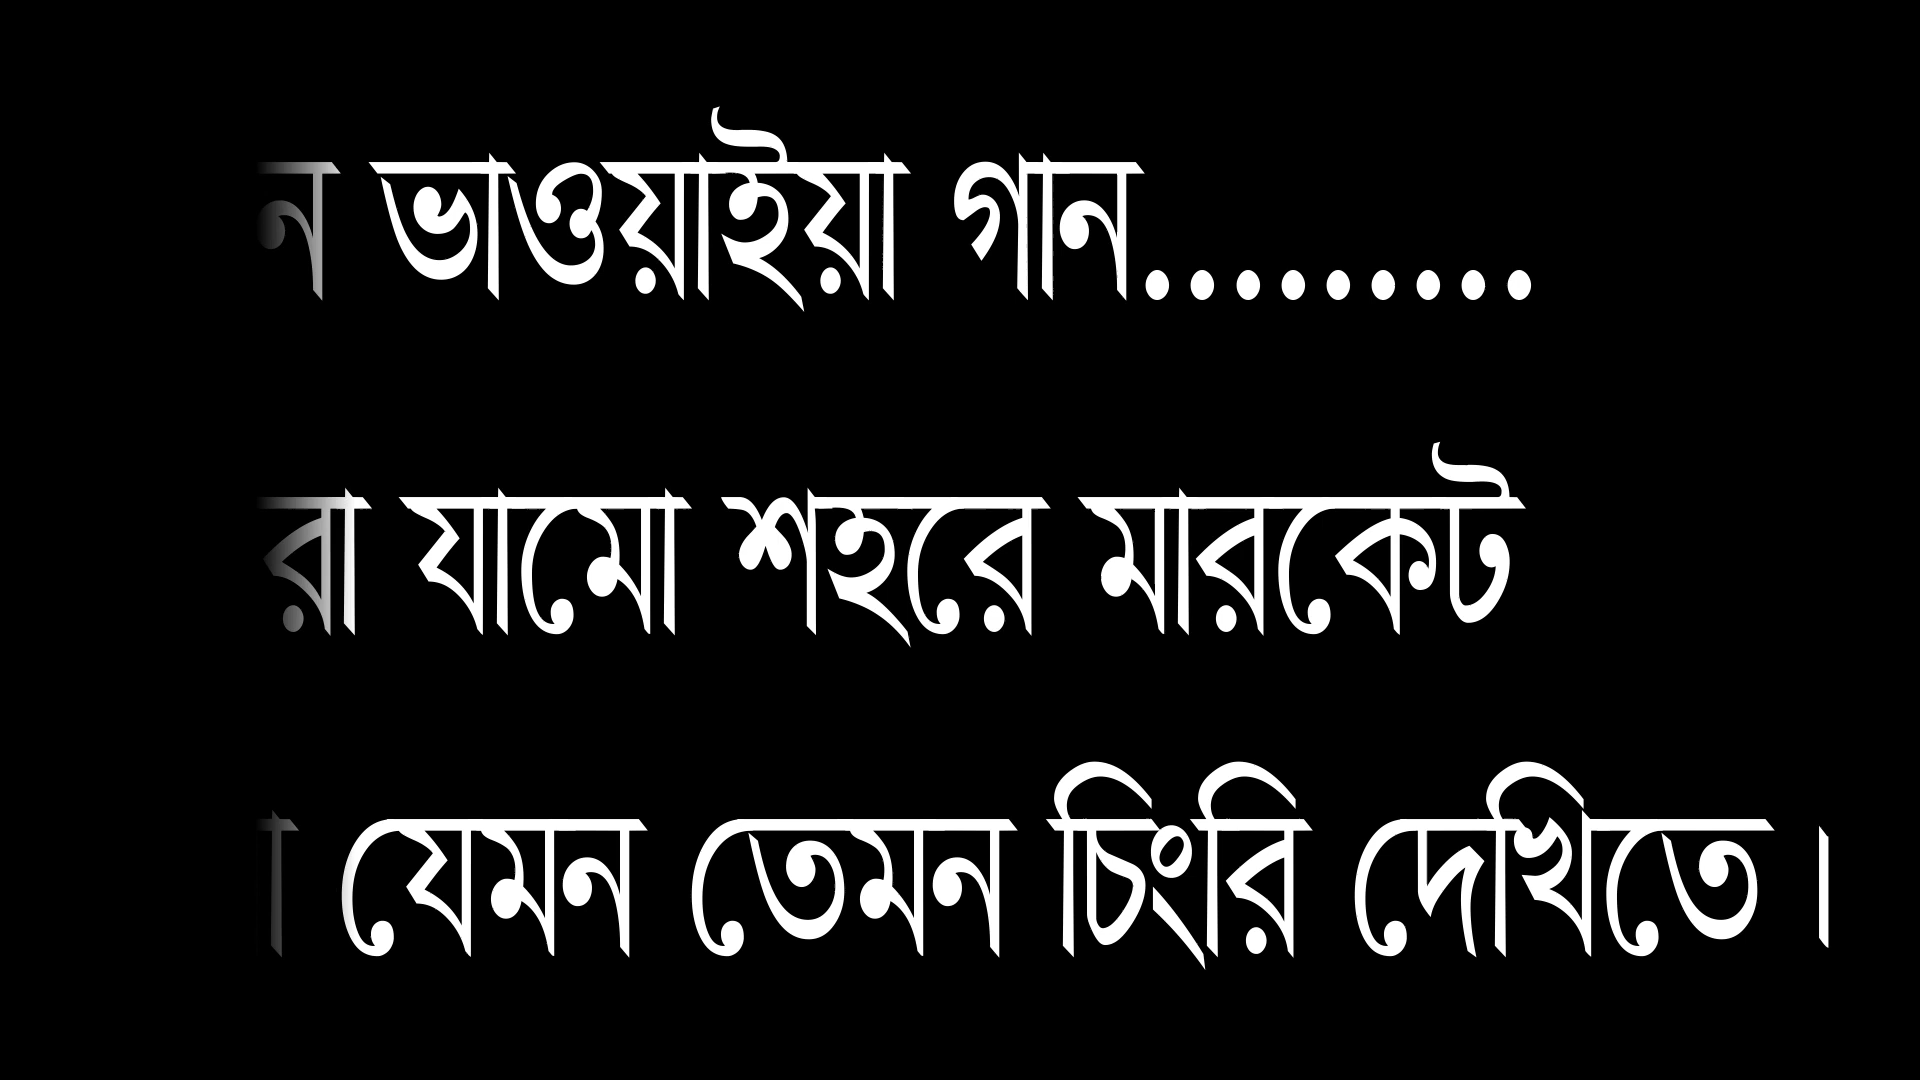 ন ভাওয়াইয়া গান.........
রা যামো শহরে মারকেট
যেমন তেমন চিংরি দেখিতে।